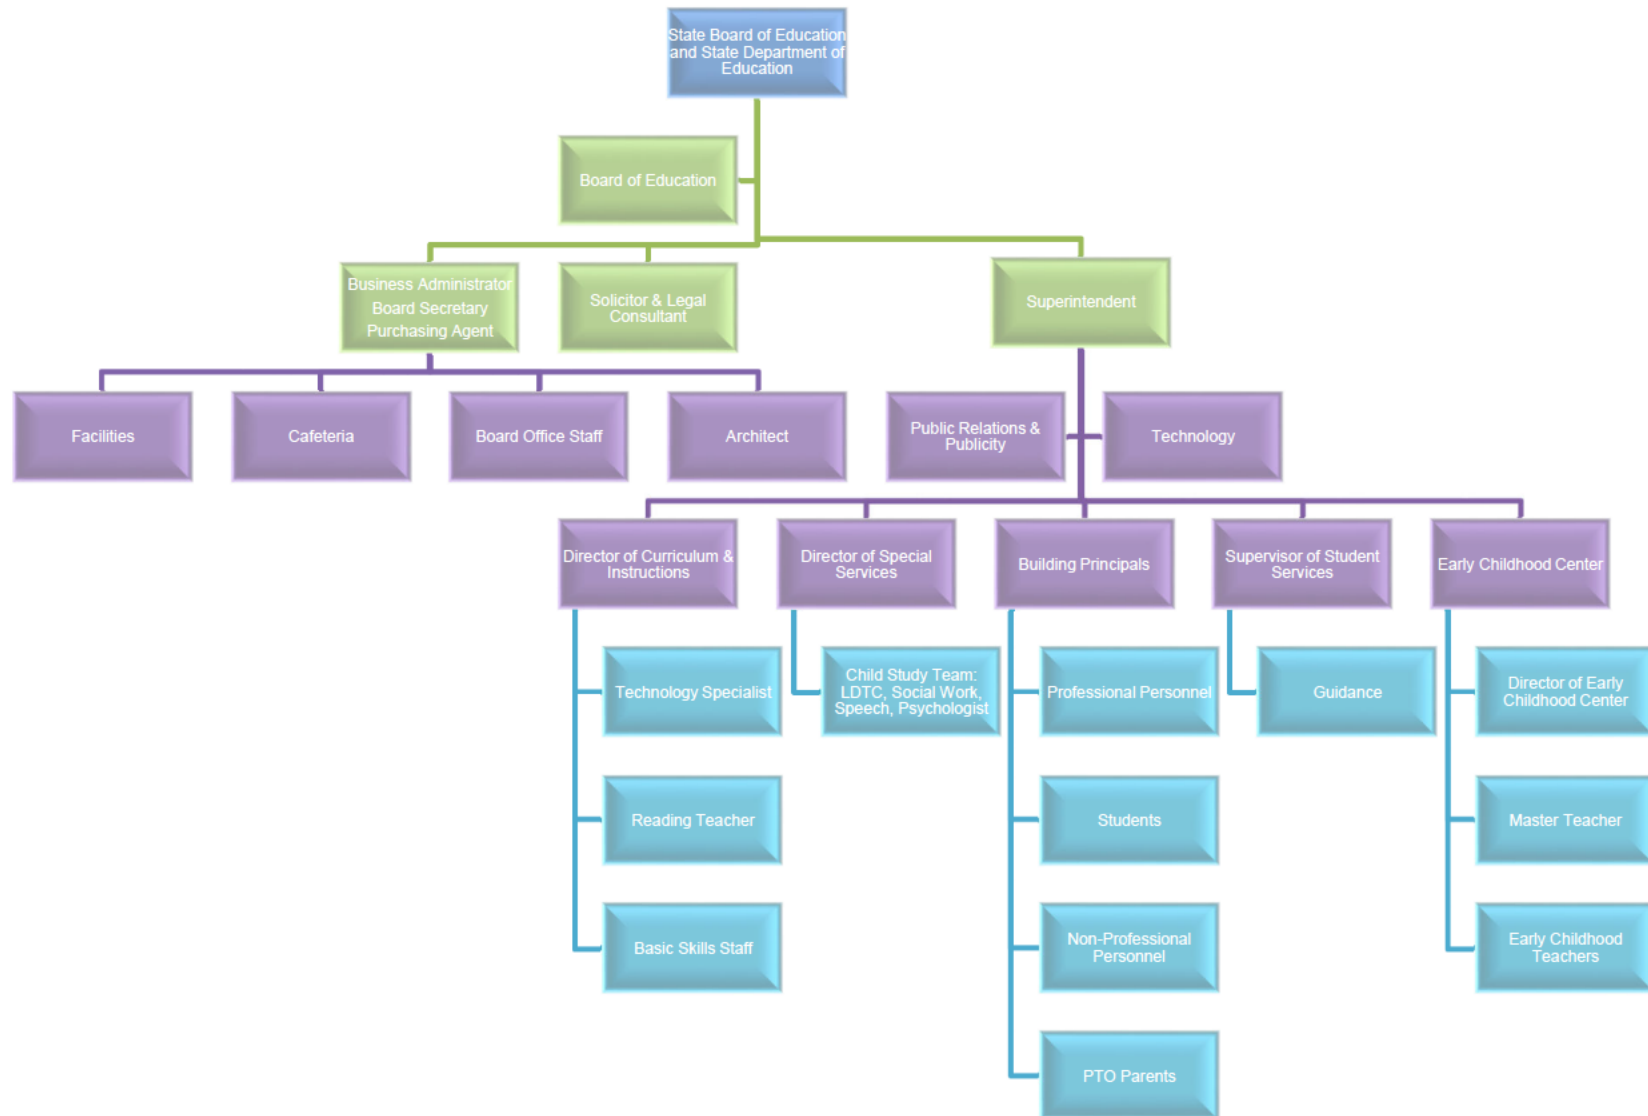 State Board of Education
and State Department of
Education
Board of Education
Business Administrator
Board Secretary
Purchasing Agent
Solicitor & Legal
Consultant
Superintendent
Facilities
Cafeteria
Board Office Staff
Architect
Public Relations &
Publicity
Technology
Director of Curriculum &
Instructions
Director of Special
Services
Building Principals
Supervisor of Student
Services
Early Childhood Center
Technology Specialist
Child Study Team:
LDTC, Social Work,
Speech, Psychologist
Professional Personnel
Guidance
Director of Early
Childhood Center
Reading Teacher
Students
Master Teacher
Basic Skills Staff
Non-Professional
Personnel
Early Childhood
Teachers
PTO Parents